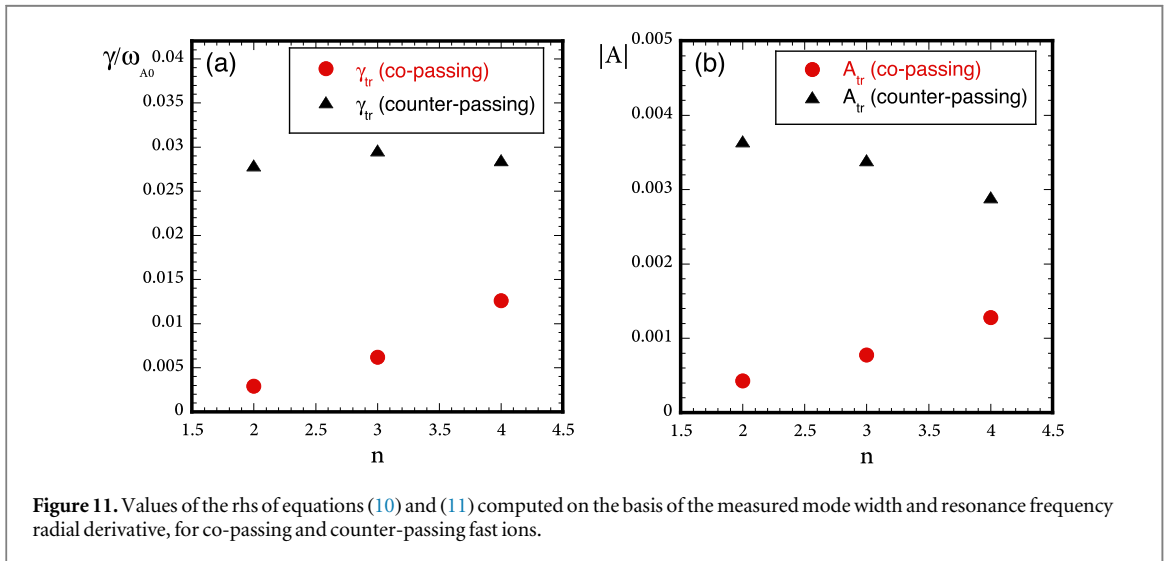 γ/ω_A0
(a)
γ_tr (co-passing)
γ_tr (counter-passing)
0.04
0.035
0.03
0.025
0.02
0.015
0.01
0.005
0
1.5 2 2.5 3 3.5 4 4.5
n
|A|
(b)
A_tr (co-passing)
A_tr (counter-passing)
0.005
0.004
0.003
0.002
0.001
0
1.5 2 2.5 3 3.5 4 4.5
n
Figure 11. Values of the rhs of equations (10) and (11) computed on the basis of the measured mode width and resonance frequency
radial derivative, for co-passing and counter-passing fast ions.